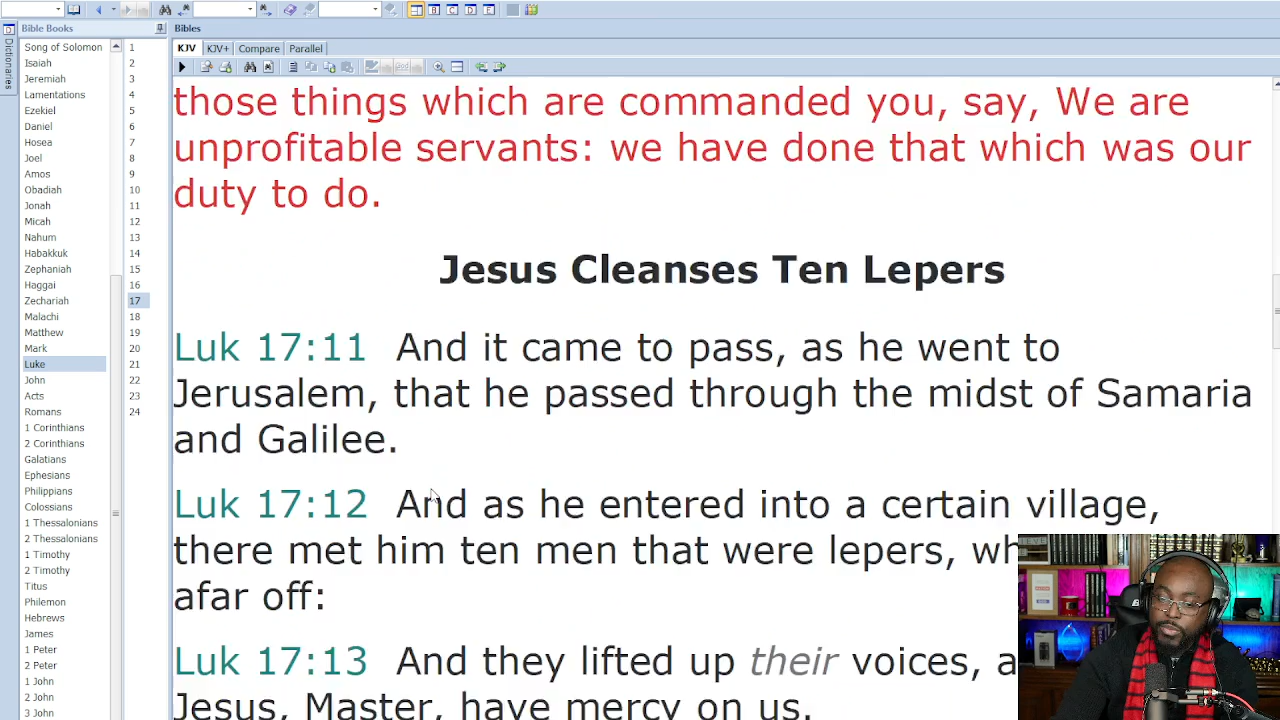 Bible Books
Bibles
Dictionaries
KJV KJV+ Compare Parallel
Song of Solomon
Isaiah
Jeremiah
Lamentations
Ezekiel
Daniel
Hosea
Joel
Amos
Obadiah
Jonah
Micah
Nahum
Habakkuk
Zephaniah
Haggai
Zechariah
Malachi
Matthew
Mark
Luke
John
Acts
Romans
1 Corinthians
2 Corinthians
Galatians
Ephesians
Philippians
Colossians
1 Thessalonians
2 Thessalonians
1 Timothy
2 Timothy
Titus
Philemon
Hebrews
James
1 Peter
2 Peter
1 John
2 John
3 John
1
2
3
4
5
6
7
8
9
10
11
12
13
14
15
16
17
18
19
20
21
22
23
24
those things which are commanded you, say, We are
unprofitable servants: we have done that which was our
duty to do.
Jesus Cleanses Ten Lepers
Luk 17:11 And it came to pass, as he went to
Jerusalem, that he passed through the midst of Samaria
and Galilee.
Luk 17:12 And as he entered into a certain village,
there met him ten men that were lepers,
afar off:
Luk 17:13 And they lifted up their voices,
Jesus, Master, have mercy on us.